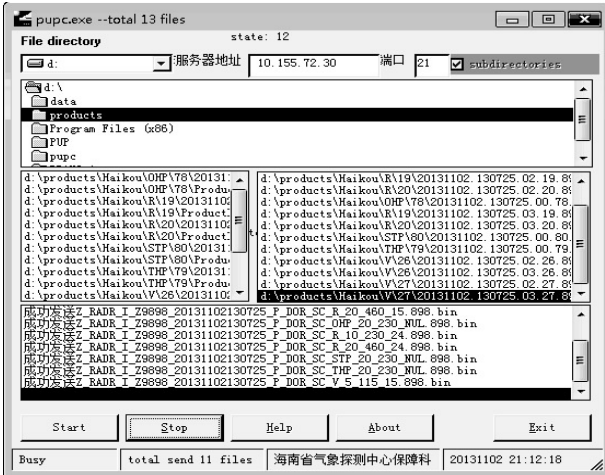 pupc.exe --total 13 files
File directory
state: 12
d:
服务器地址
10.155.72.30
端口
21
subdirectories
d:\
data
products
Program Files (x86)
PUP
pupc
d:\products\Haikou\OHP\78\20131
d:\products\Haikou\OHP\78\Produ
d:\products\Haikou\R\19\2013110
d:\products\Haikou\R\19\Product
d:\products\Haikou\R\20\2013110
d:\products\Haikou\R\20\Product
d:\products\Haikou\STP\80\20131
d:\products\Haikou\STP\80\Produ
d:\products\Haikou\THP\79\20131
d:\products\Haikou\THP\79\Produ
d:\products\Haikou\V\26\2013110
d:\products\Haikou\R\19\20131102.130725.02.19.8
d:\products\Haikou\R\20\20131102.130725.02.20.8
d:\products\Haikou\OHP\78\20131102.130725.00.78.
d:\products\Haikou\R\19\20131102.130725.03.19.8
d:\products\Haikou\R\20\20131102.130725.03.20.8
d:\products\Haikou\STP\80\20131102.130725.00.80.
d:\products\Haikou\THP\79\20131102.130725.00.79.
d:\products\Haikou\V\26\20131102.130725.02.26.8
d:\products\Haikou\V\26\20131102.130725.03.26.8
d:\products\Haikou\V\27\20131102.130725.02.27.8
d:\products\Haikou\V\27\20131102.130725.03.27.8
成功发送Z_RADR_I_Z9898_20131102130725_P_DOR_SC_R_20_460_15.898.bin
成功发送Z_RADR_I_Z9898_20131102130725_P_DOR_SC_OHP_20_230_NUL.898.bin
成功发送Z_RADR_I_Z9898_20131102130725_P_DOR_SC_R_10_230_24.898.bin
成功发送Z_RADR_I_Z9898_20131102130725_P_DOR_SC_R_20_460_24.898.bin
成功发送Z_RADR_I_Z9898_20131102130725_P_DOR_SC_STP_20_230_NUL.898.bin
成功发送Z_RADR_I_Z9898_20131102130725_P_DOR_SC_THP_20_230_NUL.898.bin
成功发送Z_RADR_I_Z9898_20131102130725_P_DOR_SC_V_5_115_15.898.bin
Start
Stop
Help
About
Exit
Busy
total send 11 files
海南省气象探测中心保障科
20131102 21:12:18